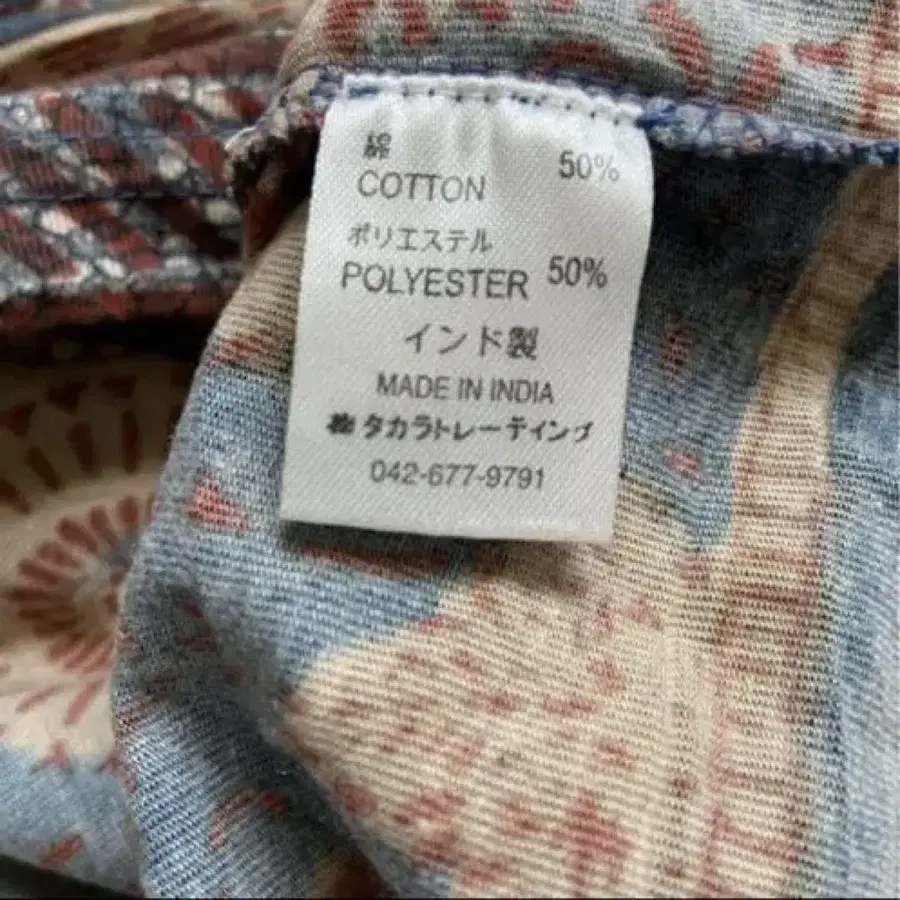 綿
COTTON 50%
ポリエステル
POLYESTER 50%
インド製
MADE IN INDIA
㈱タカラトレーティング
042-677-9791